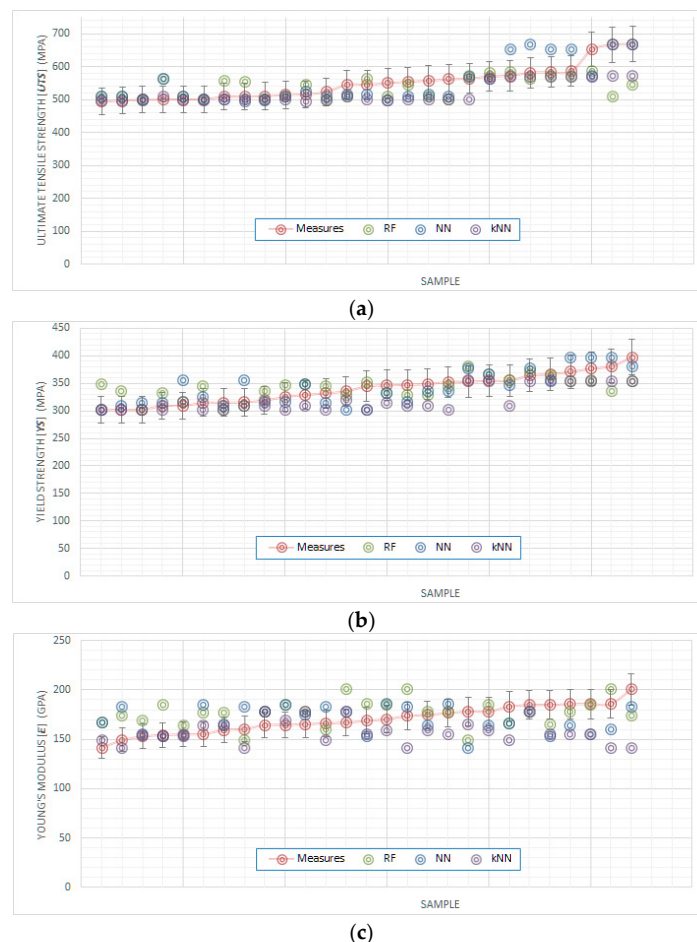 ULTIMATE TENSILE STRENGTH [UTS] (MPA)
700
600
500
400
300
200
100
0
Measures RF NN kNN
SAMPLE
(a)
YIELD STRENGTH [YS] (MPA)
450
400
350
300
250
200
150
100
50
0
Measures RF NN kNN
SAMPLE
(b)
YOUNG'S MODULUS [E] (GPA)
250
200
150
100
50
0
Measures RF NN kNN
SAMPLE
(c)